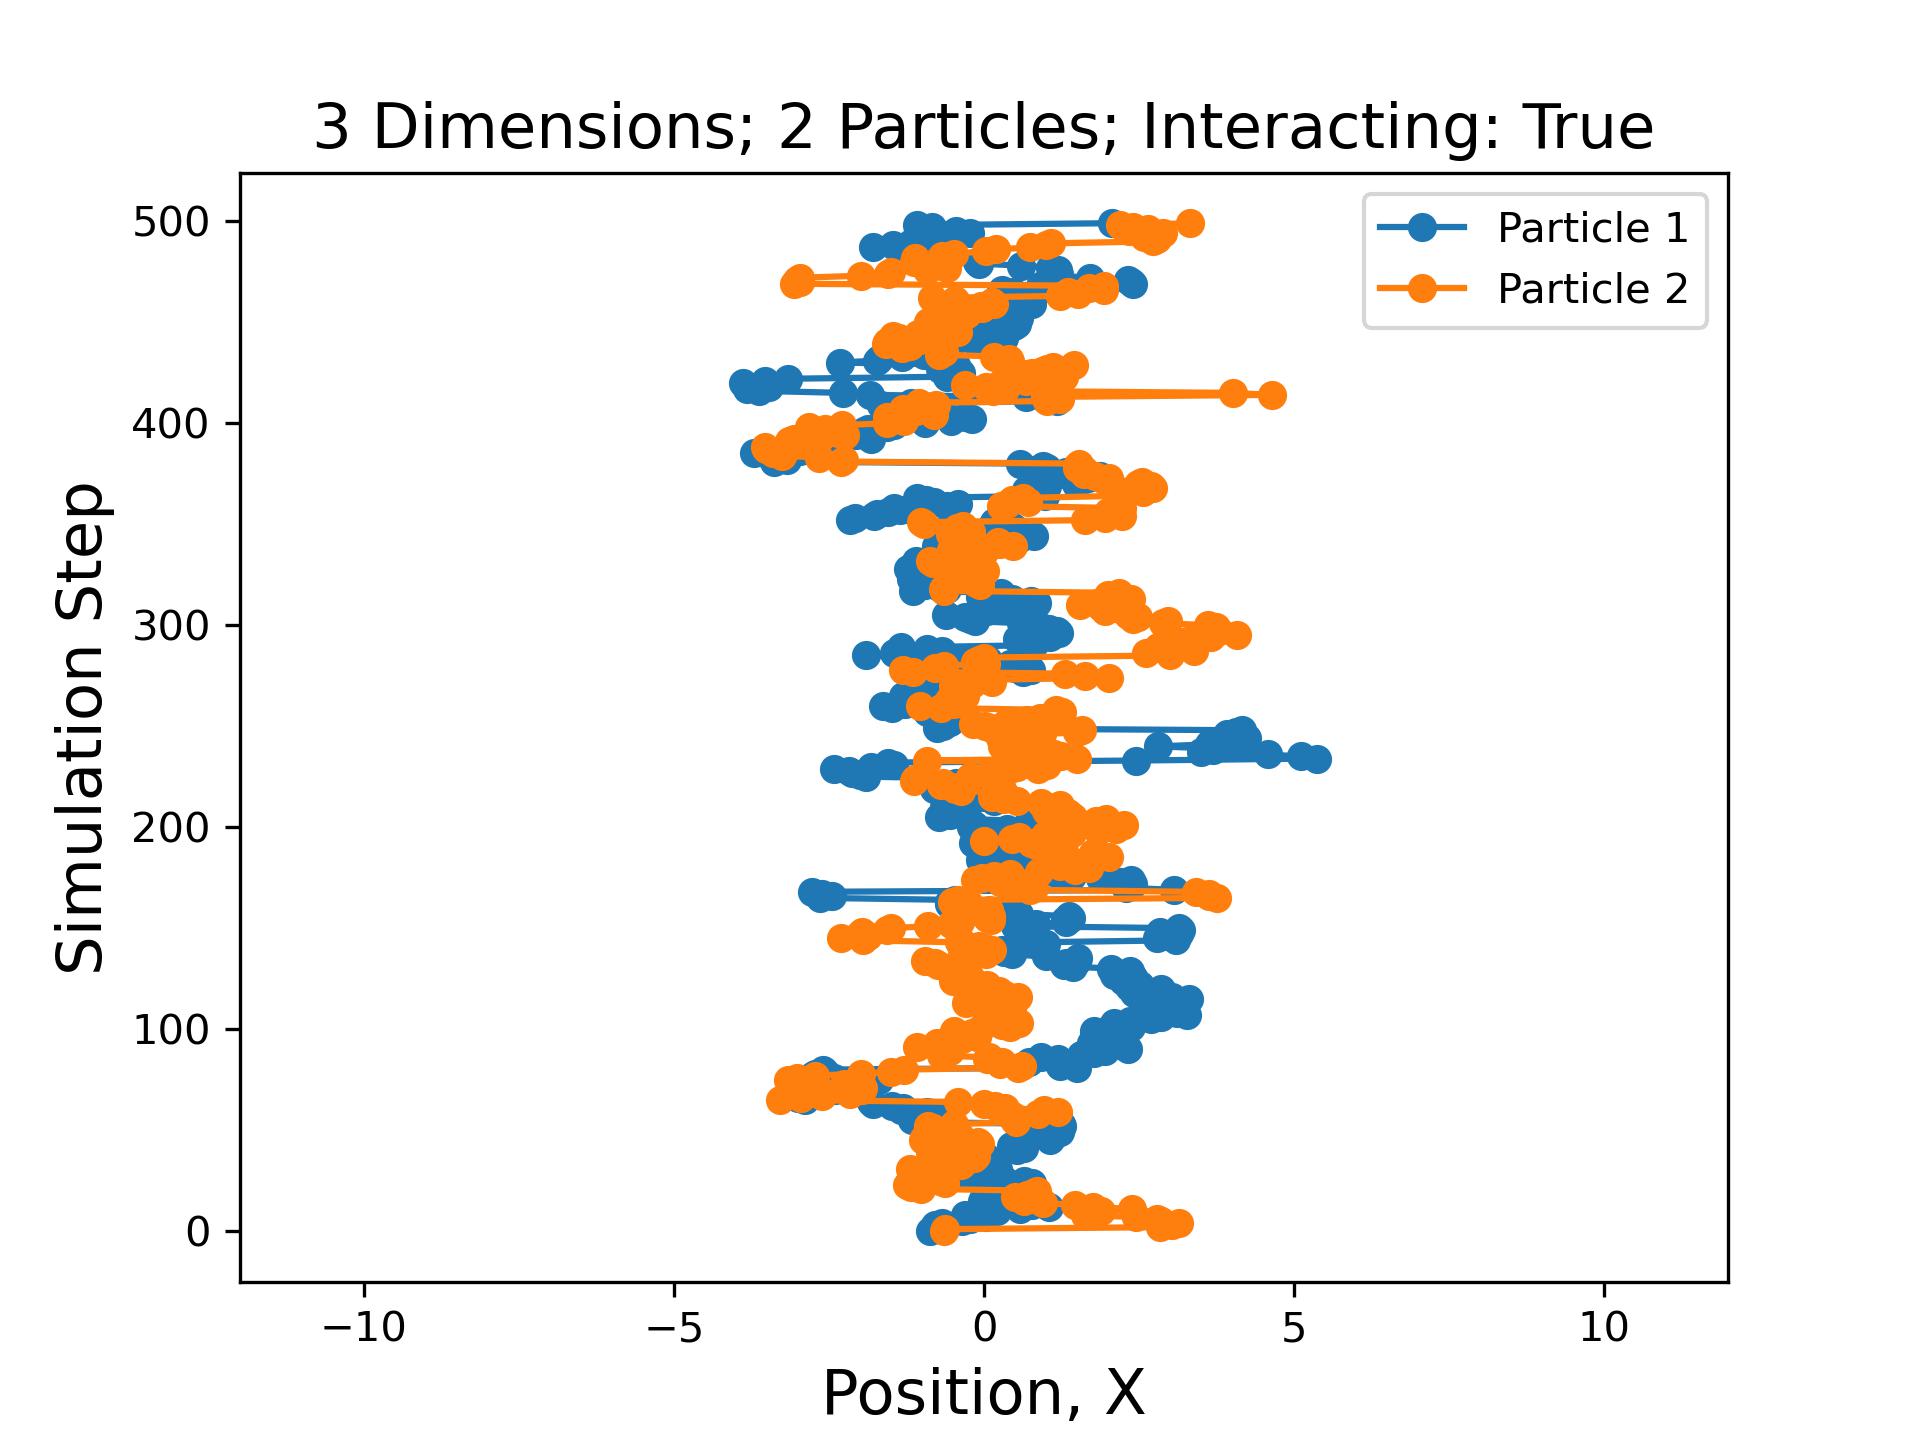 3 Dimensions; 2 Particles; Interacting: True
Particle 1
Particle 2
Simulation Step
500
400
300
200
100
0
−10
−5
0
5
10
Position, X